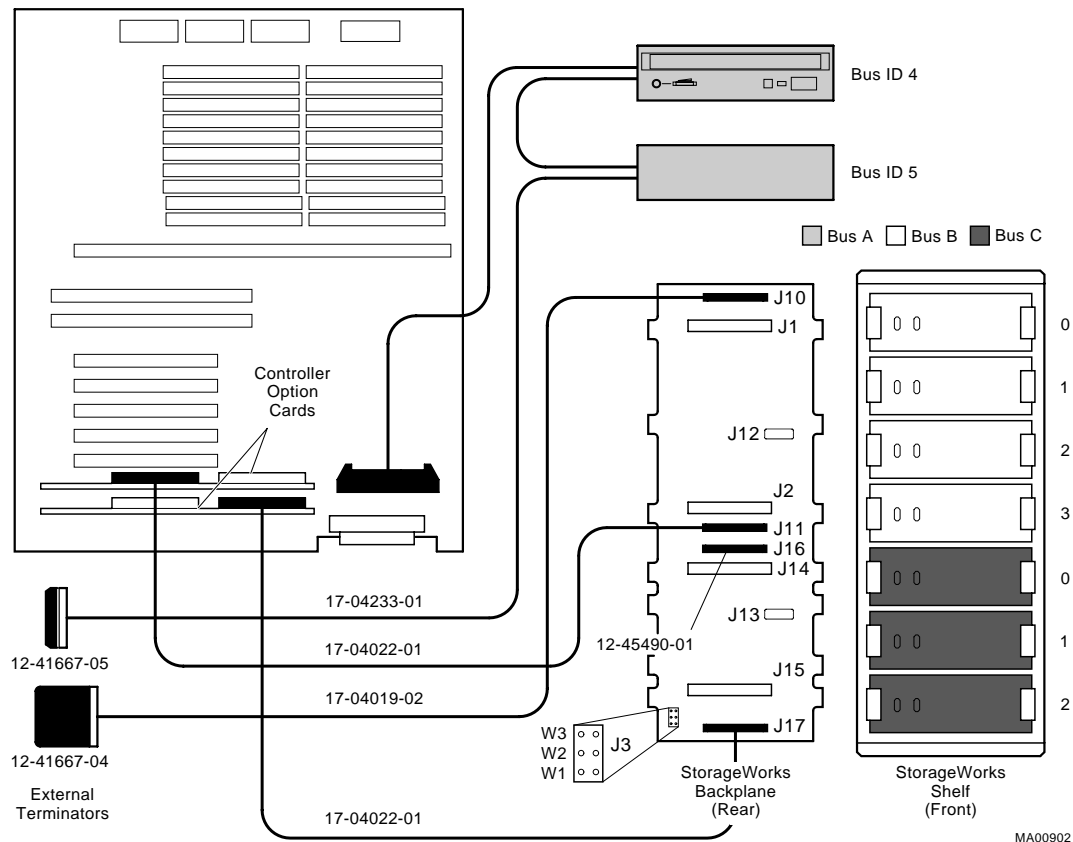 Bus ID 4
Bus ID 5
Bus A
Bus B
Bus C
J10
J1
J12
J2
J11
J16
J14
J13
J15
J17
0
1
2
3
0
1
2
Controller
Option
Cards
17-04233-01
12-41667-05
17-04022-01
12-45490-01
17-04019-02
12-41667-04
W3
W2
W1
J3
External
Terminators
17-04022-01
StorageWorks
Backplane
(Rear)
StorageWorks
Shelf
(Front)
MA00902